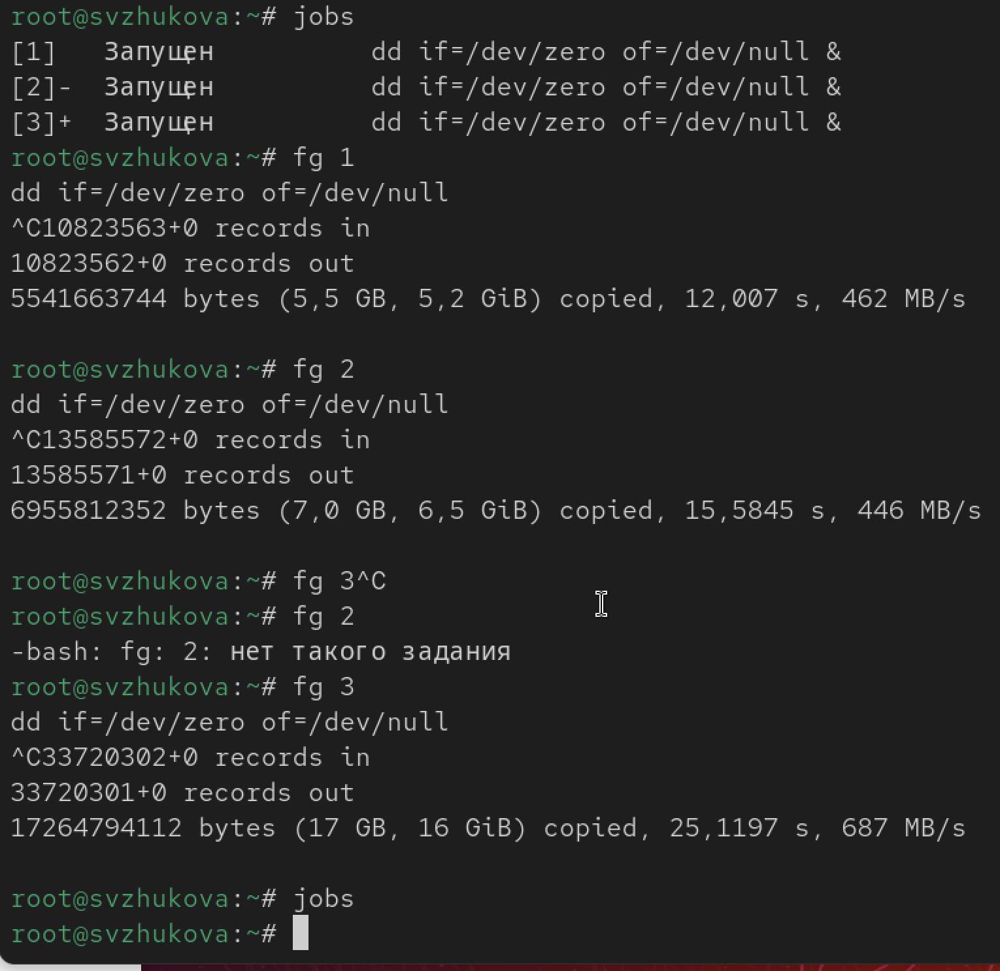 root@svzhukova:~# jobs
[1]   Запущен          dd if=/dev/zero of=/dev/null &
[2]-  Запущен          dd if=/dev/zero of=/dev/null &
[3]+  Запущен          dd if=/dev/zero of=/dev/null &
root@svzhukova:~# fg 1
dd if=/dev/zero of=/dev/null
^C10823563+0 records in
10823562+0 records out
5541663744 bytes (5,5 GB, 5,2 GiB) copied, 12,007 s, 462 MB/s
root@svzhukova:~# fg 2
dd if=/dev/zero of=/dev/null
^C13585572+0 records in
13585571+0 records out
6955812352 bytes (7,0 GB, 6,5 GiB) copied, 15,5845 s, 446 MB/s
root@svzhukova:~# fg 3^C
root@svzhukova:~# fg 2
-bash: fg: 2: нет такого задания
root@svzhukova:~# fg 3
dd if=/dev/zero of=/dev/null
^C33720302+0 records in
33720301+0 records out
17264794112 bytes (17 GB, 16 GiB) copied, 25,1197 s, 687 MB/s
root@svzhukova:~# jobs
root@svzhukova:~#